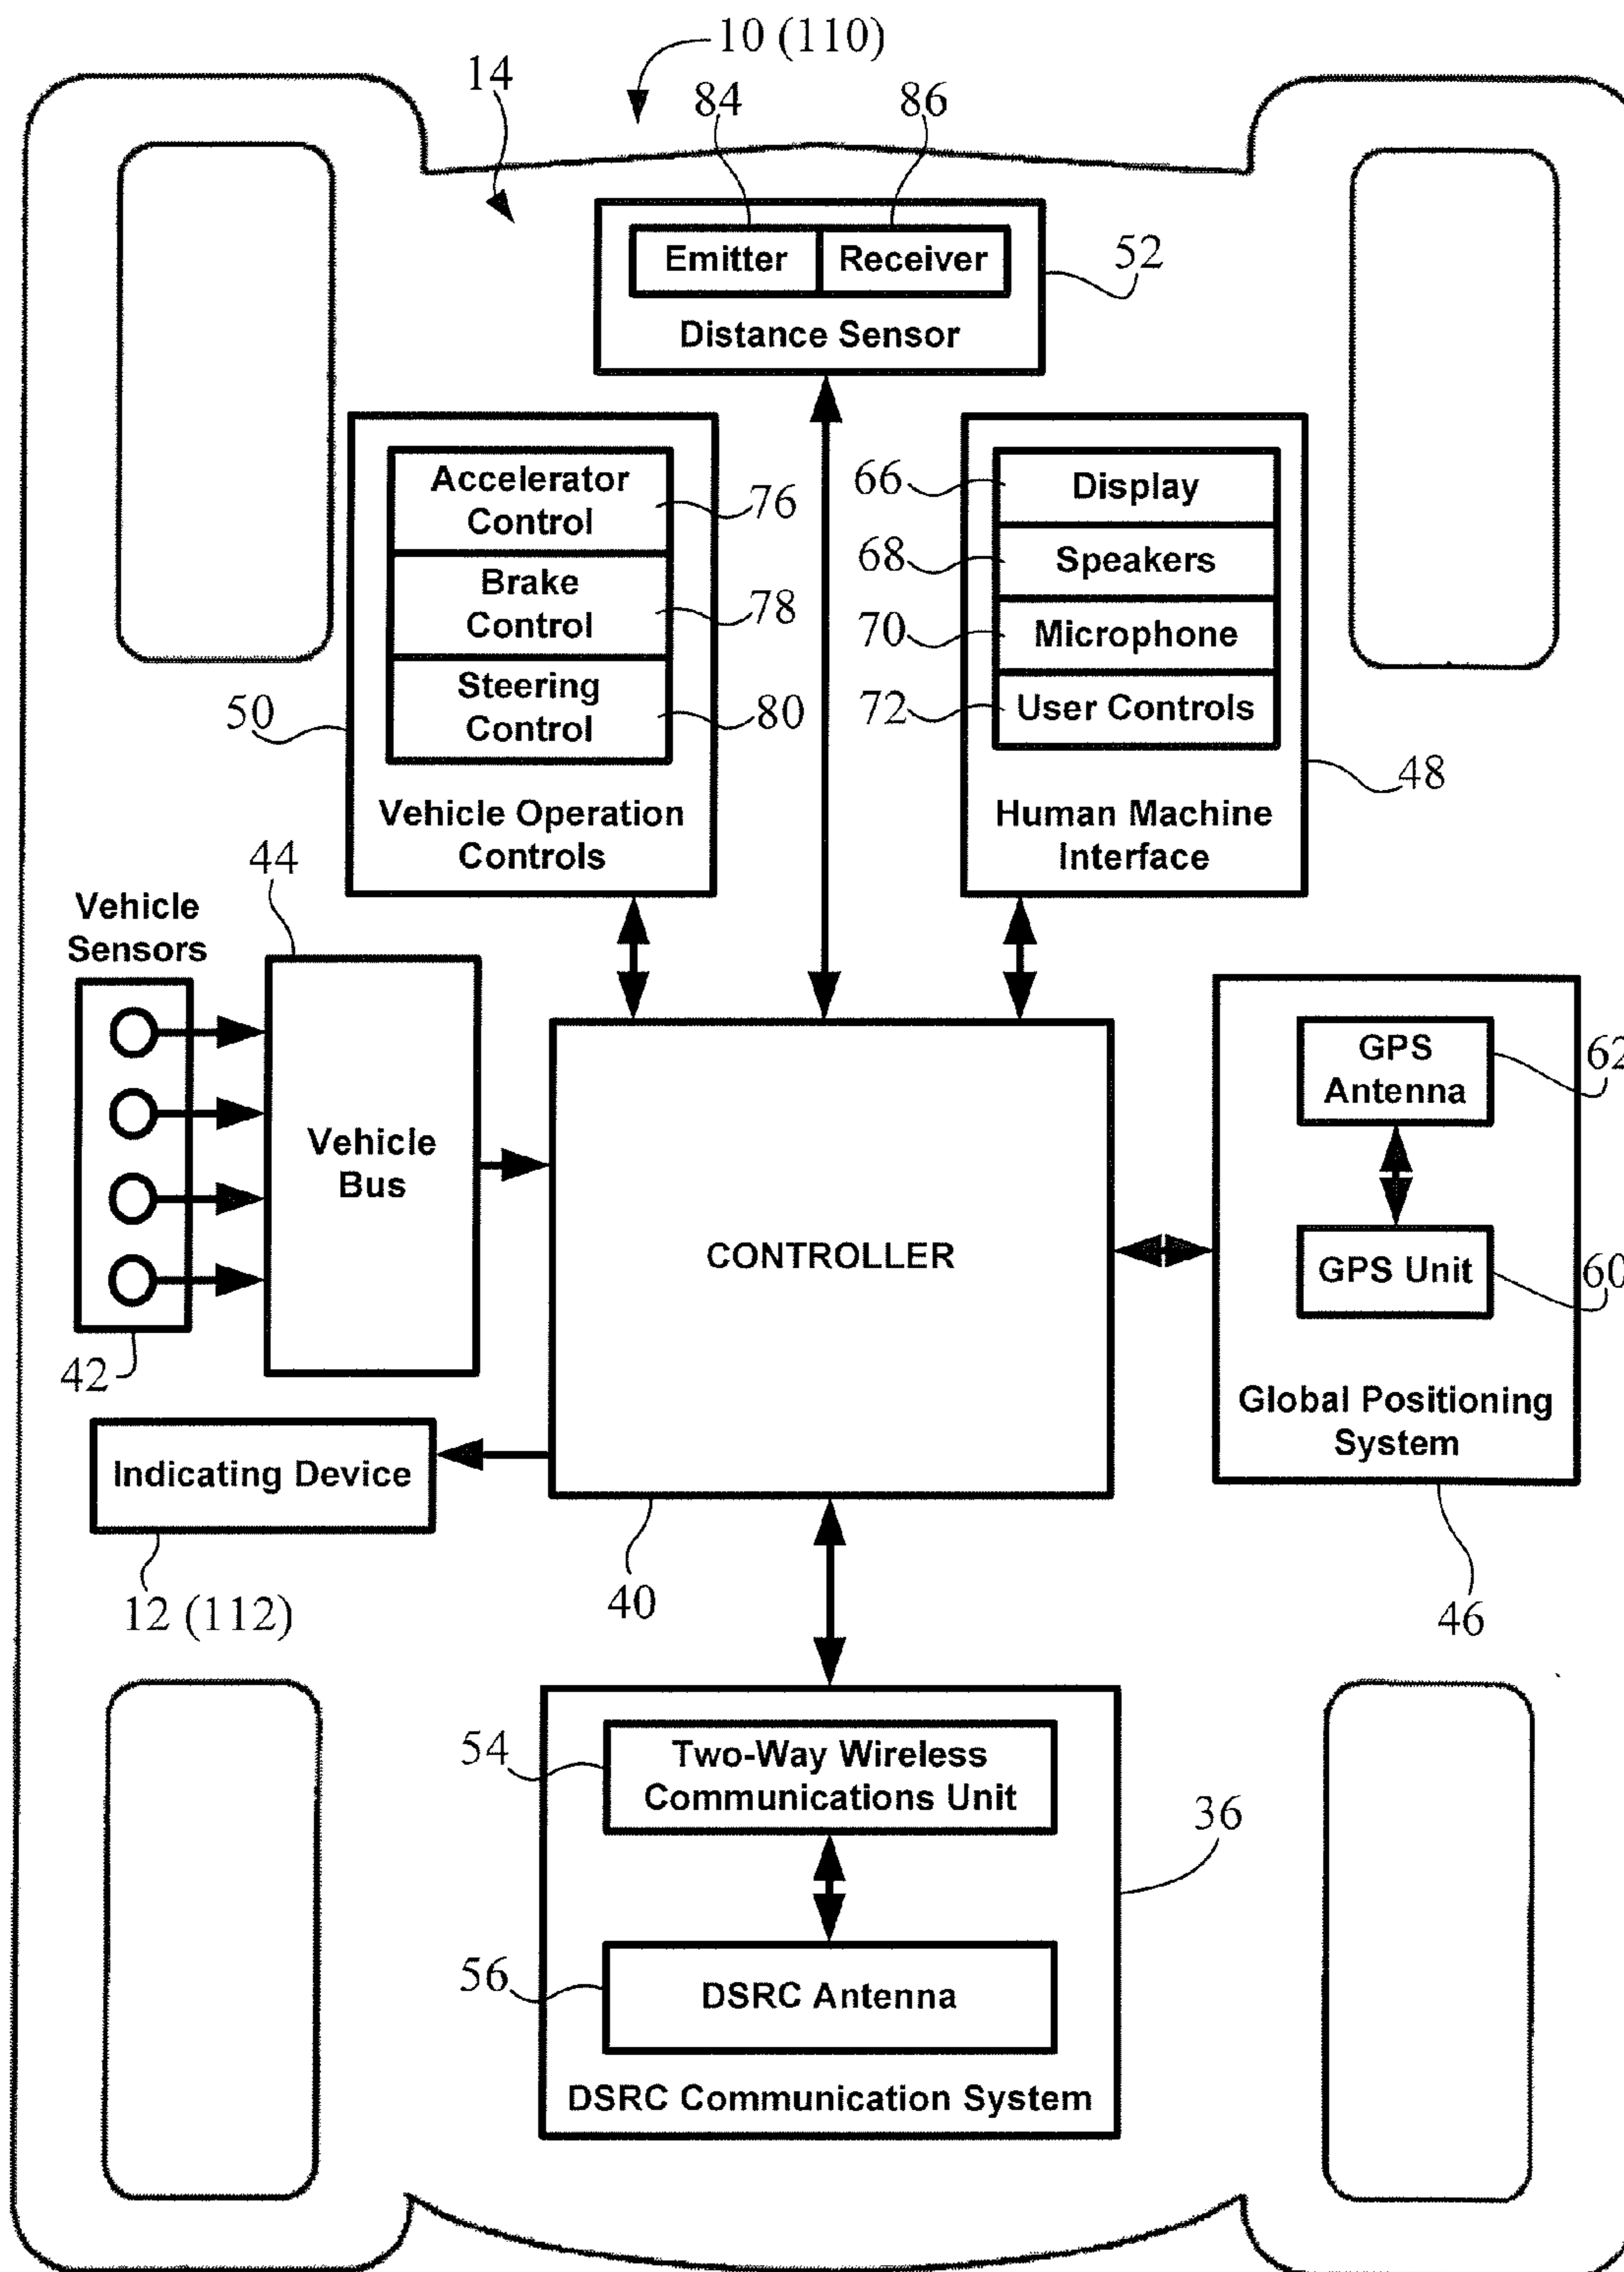 10 (110)
14
84
86
Emitter
Receiver
52
Distance Sensor
Accelerator
Control
76
Brake
Control
78
Steering
Control
80
50
Vehicle Operation
Controls
66
Display
68
Speakers
70
Microphone
72
User Controls
48
Human Machine
Interface
44
Vehicle
Sensors
Vehicle
Bus
42
CONTROLLER
40
GPS
Antenna
62
GPS Unit
60
Global Positioning
System
46
Indicating Device
12 (112)
54
Two-Way Wireless
Communications Unit
36
56
DSRC Antenna
DSRC Communication System